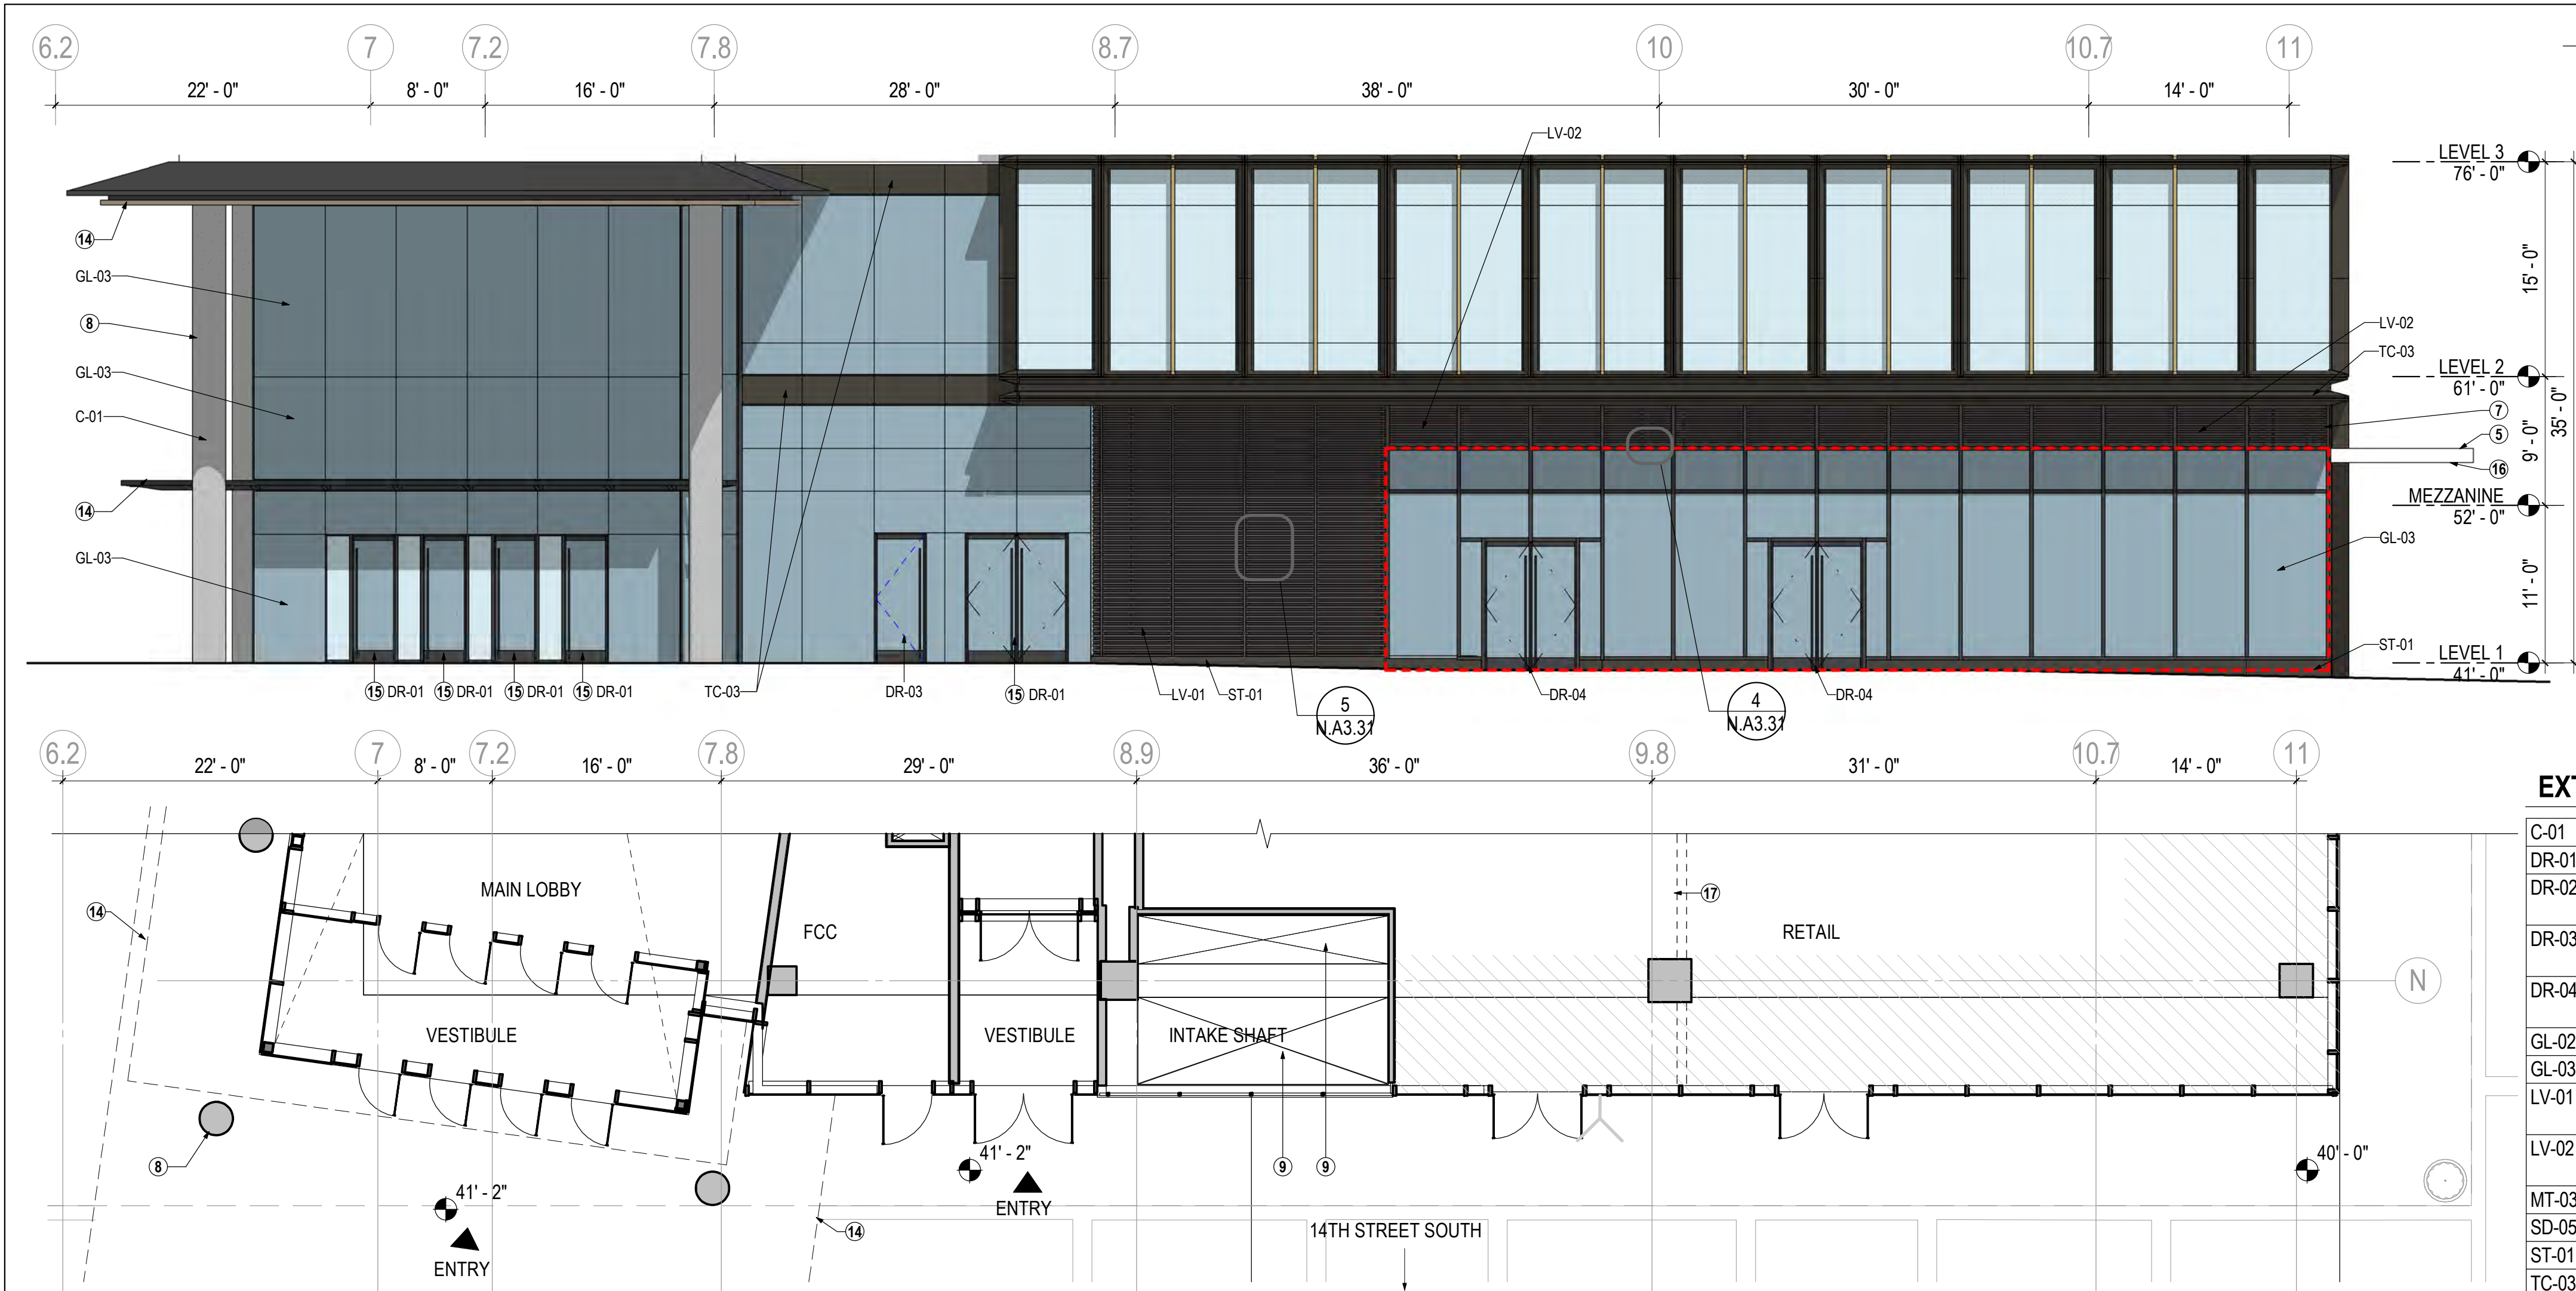 6.2 7 7.2 7.8 8.7 10 10.7 11
22' - 0" 8' - 0" 16' - 0" 28' - 0" 38' - 0" 30' - 0" 14' - 0"
LV-02
LEVEL 3
76' - 0"
14
GL-03
15' - 0"
8
LV-02
TC-03
GL-03
LEVEL 2
61' - 0"
35' - 0"
C-01
7
5
9' - 0"
16
14
MEZZANINE
52' - 0"
GL-03
GL-03
11' - 0"
ST-01
LEVEL 1
41' - 0"
15 DR-01 15 DR-01 15 DR-01 15 DR-01 TC-03 DR-03 15 DR-01 LV-01 ST-01 DR-04 DR-04
5
N.A3.31
4
N.A3.31
6.2 7 7.2 7.8 8.9 9.8 10.7 11
22' - 0" 8' - 0" 16' - 0" 29' - 0" 36' - 0" 31' - 0" 14' - 0"
EXT
C-01
DR-01
DR-02
MAIN LOBBY
17
14
FCC
RETAIL
DR-03
N
DR-04
VESTIBULE
VESTIBULE
INTAKE SHAFT
GL-02
GL-03
LV-01
LV-02
41' - 2"
40' - 0"
8
9 9
41' - 2"
MT-03
ENTRY
14
14TH STREET SOUTH
SD-05
ST-01
ENTRY
TC-03